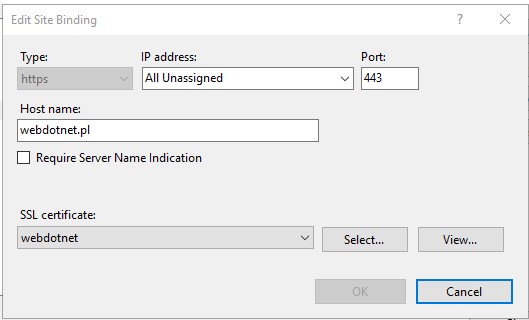 Edit Site Binding
?
Type:
IP address:
Port:
https
All Unassigned
443
Host name:
webdotnet.pl
Require Server Name Indication
SSL certificate:
webdotnet
Select...
View...
OK
Cancel